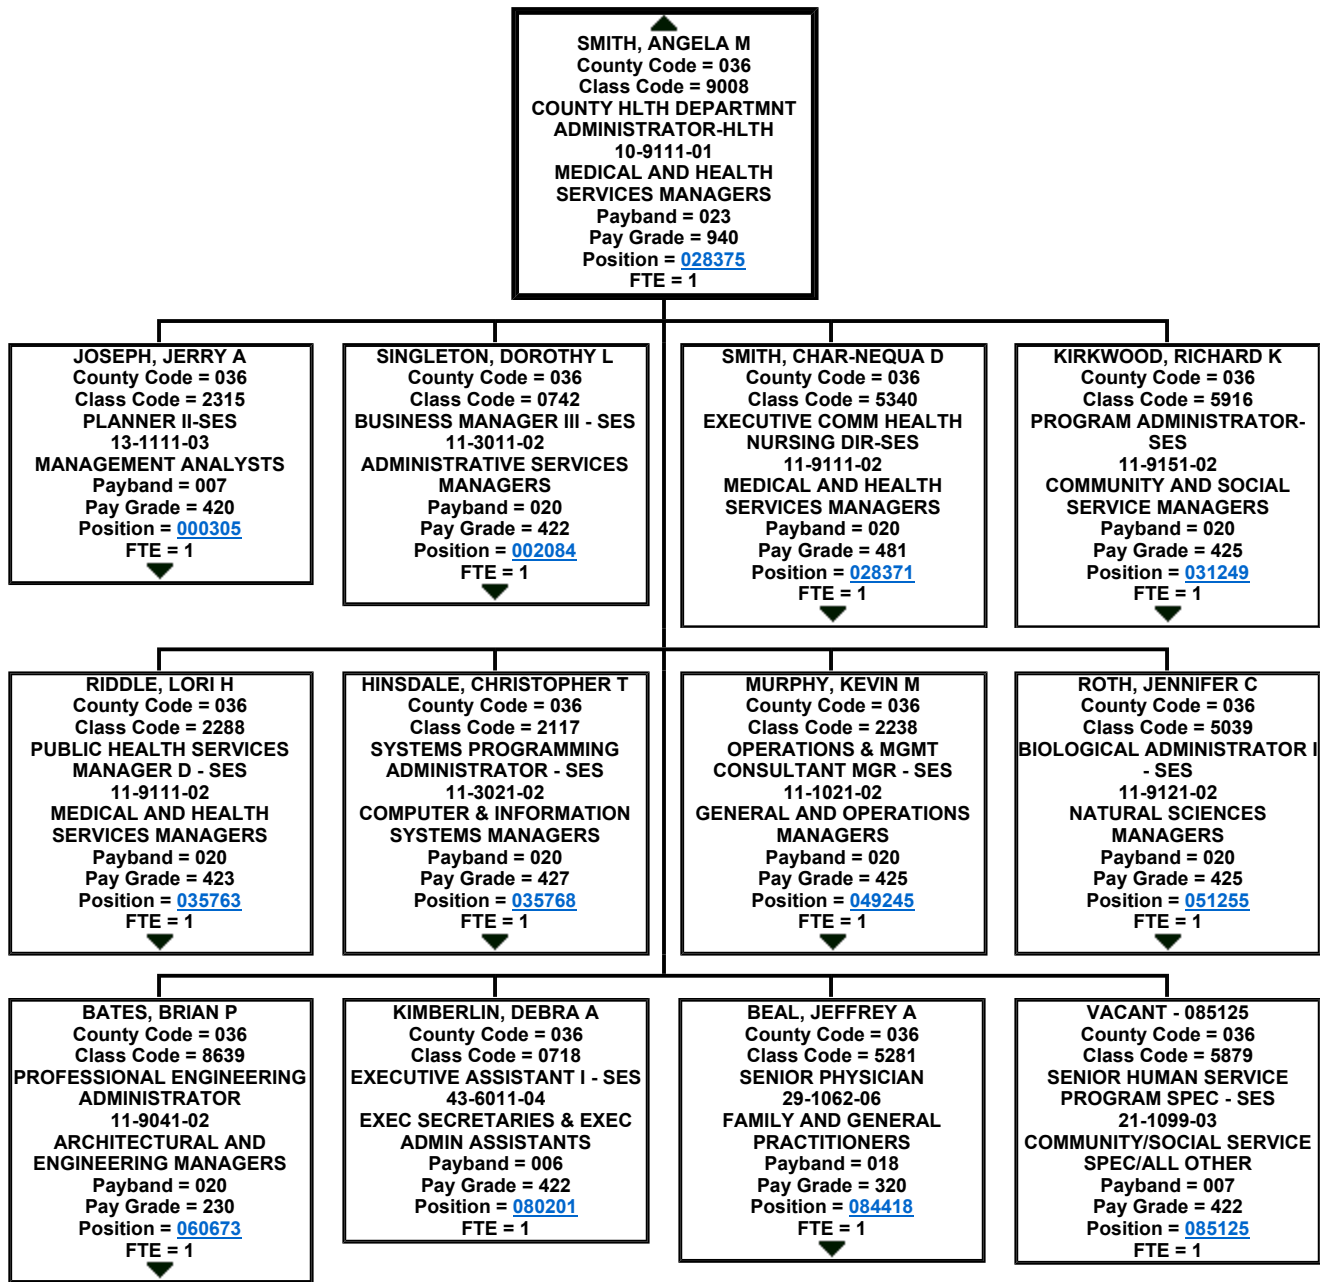 SMITH, ANGELA M
County Code = 036
Class Code = 9008
COUNTY HLTH DEPARTMNT
ADMINISTRATOR-HLTH
10-9111-01
MEDICAL AND HEALTH
SERVICES MANAGERS
Payband = 023
Pay Grade = 940
Position = 028375
FTE = 1
JOSEPH, JERRY A
County Code = 036
Class Code = 2315
PLANNER II-SES
13-1111-03
MANAGEMENT ANALYSTS
Payband = 007
Pay Grade = 420
Position = 000305
FTE = 1
SINGLETON, DOROTHY L
County Code = 036
Class Code = 0742
BUSINESS MANAGER III - SES
11-3011-02
ADMINISTRATIVE SERVICES
MANAGERS
Payband = 020
Pay Grade = 422
Position = 002084
FTE = 1
SMITH, CHAR-NEQUA D
County Code = 036
Class Code = 5340
EXECUTIVE COMM HEALTH
NURSING DIR-SES
11-9111-02
MEDICAL AND HEALTH
SERVICES MANAGERS
Payband = 020
Pay Grade = 481
Position = 028371
FTE = 1
KIRKWOOD, RICHARD K
County Code = 036
Class Code = 5916
PROGRAM ADMINISTRATOR-
SES
11-9151-02
COMMUNITY AND SOCIAL
SERVICE MANAGERS
Payband = 020
Pay Grade = 425
Position = 031249
FTE = 1
RIDDLE, LORI H
County Code = 036
Class Code = 2288
PUBLIC HEALTH SERVICES
MANAGER D - SES
11-9111-02
MEDICAL AND HEALTH
SERVICES MANAGERS
Payband = 020
Pay Grade = 423
Position = 035763
FTE = 1
HINSDALE, CHRISTOPHER T
County Code = 036
Class Code = 2117
SYSTEMS PROGRAMMING
ADMINISTRATOR - SES
11-3021-02
COMPUTER & INFORMATION
SYSTEMS MANAGERS
Payband = 020
Pay Grade = 427
Position = 035768
FTE = 1
MURPHY, KEVIN M
County Code = 036
Class Code = 2238
OPERATIONS & MGMT
CONSULTANT MGR - SES
11-1021-02
GENERAL AND OPERATIONS
MANAGERS
Payband = 020
Pay Grade = 425
Position = 049245
FTE = 1
ROTH, JENNIFER C
County Code = 036
Class Code = 5039
BIOLOGICAL ADMINISTRATOR I
- SES
11-9121-02
NATURAL SCIENCES
MANAGERS
Payband = 020
Pay Grade = 425
Position = 051255
FTE = 1
BATES, BRIAN P
County Code = 036
Class Code = 8639
PROFESSIONAL ENGINEERING
ADMINISTRATOR
11-9041-02
ARCHITECTURAL AND
ENGINEERING MANAGERS
Payband = 020
Pay Grade = 230
Position = 060673
FTE = 1
KIMBERLIN, DEBRA A
County Code = 036
Class Code = 0718
EXECUTIVE ASSISTANT I - SES
43-6011-04
EXEC SECRETARIES & EXEC
ADMIN ASSISTANTS
Payband = 006
Pay Grade = 422
Position = 080201
FTE = 1
BEAL, JEFFREY A
County Code = 036
Class Code = 5281
SENIOR PHYSICIAN
29-1062-06
FAMILY AND GENERAL
PRACTITIONERS
Payband = 018
Pay Grade = 320
Position = 084418
FTE = 1
VACANT - 085125
County Code = 036
Class Code = 5879
SENIOR HUMAN SERVICE
PROGRAM SPEC - SES
21-1099-03
COMMUNITY/SOCIAL SERVICE
SPEC/ALL OTHER
Payband = 007
Pay Grade = 422
Position = 085125
FTE = 1